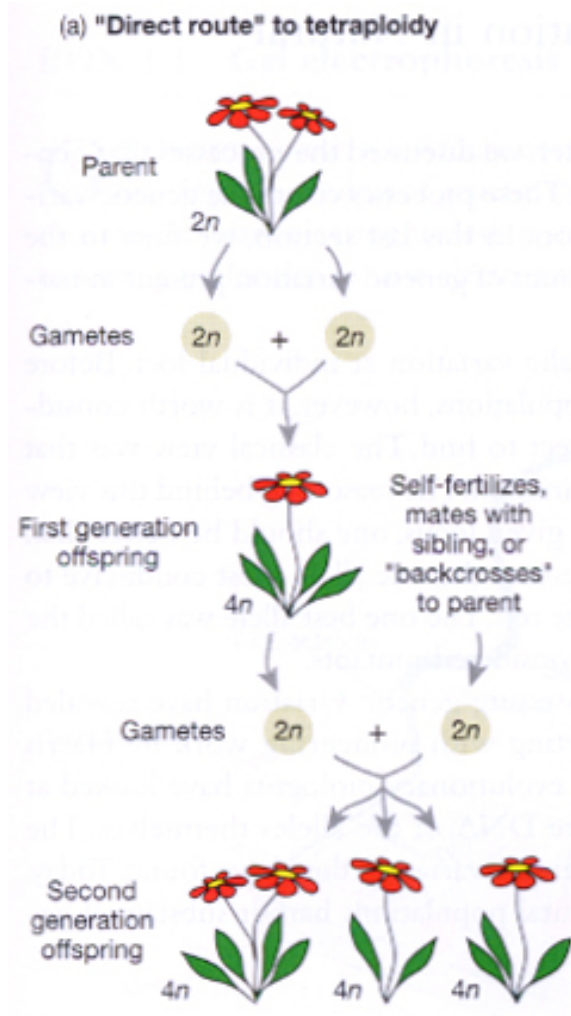 (a) "Direct route" to tetraploidy
Parent
2n
Gametes 2n + 2n
First generation
offspring
4n
Self-fertilizes,
mates with
sibling, or
"backcrosses"
to parent
Gametes 2n + 2n
Second
generation
offspring
4n 4n 4n